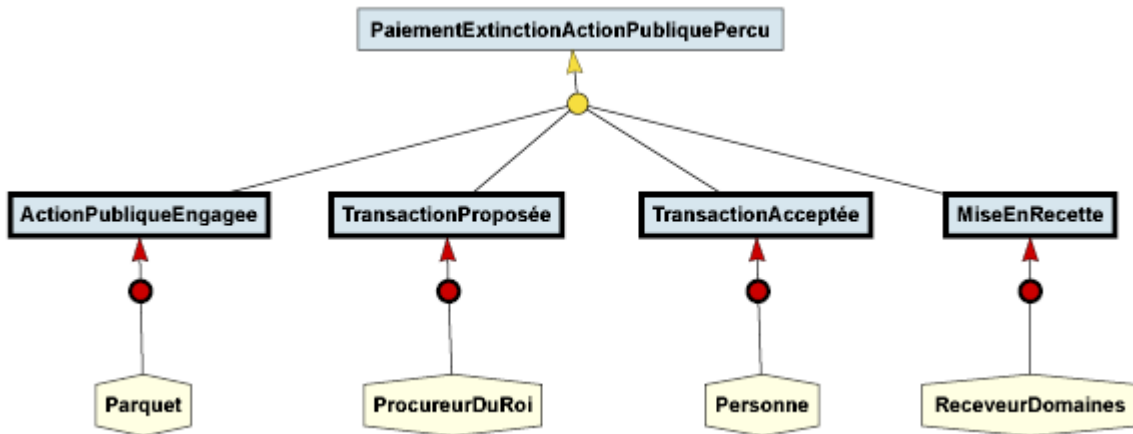 PaiementExtinctionActionPubliquePercu
ActionPubliqueEngagee
TransactionProposée
TransactionAcceptée
MiseEnRecette
Parquet
ProcureurDuRoi
Personne
ReceveurDomaines